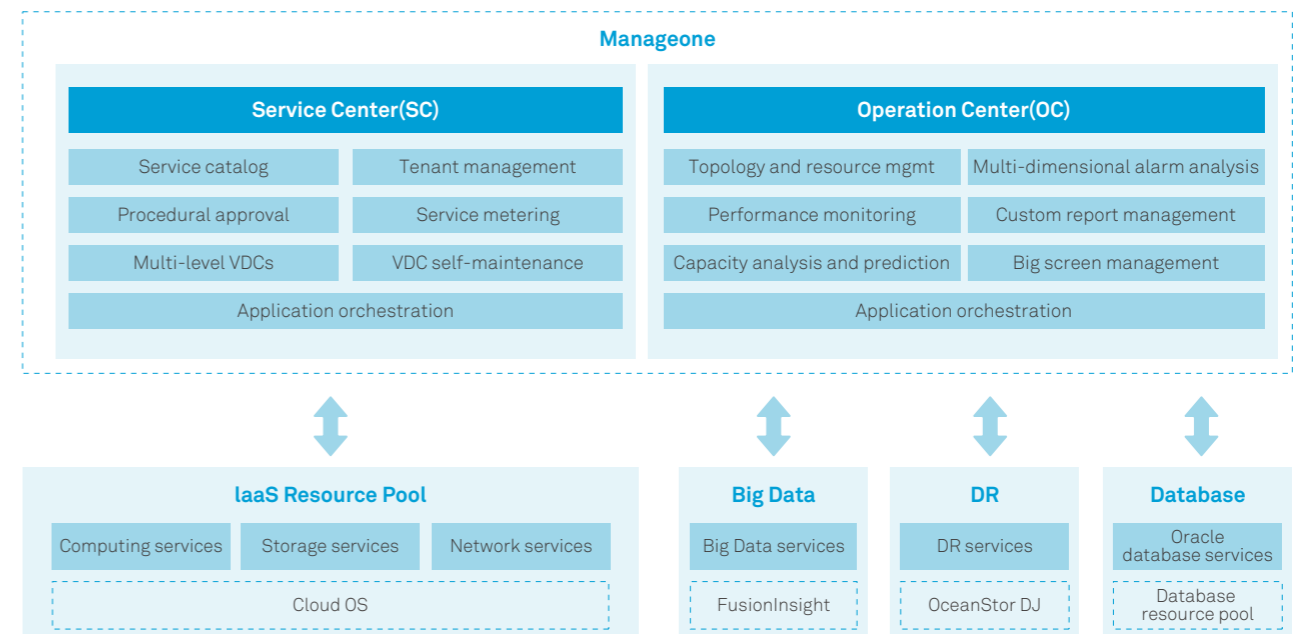 Manageone
Service Center(SC)
Service catalog
Tenant management
Procedural approval
Service metering
Multi-level VDCs
VDC self-maintenance
Application orchestration
Operation Center(OC)
Topology and resource mgmt
Multi-dimensional alarm analysis
Performance monitoring
Custom report management
Capacity analysis and prediction
Big screen management
Application orchestration
IaaS Resource Pool
Computing services
Storage services
Network services
Cloud OS
Big Data
Big Data services
FusionInsight
DR
DR services
OceanStor DJ
Database
Oracle
database services
Database
resource pool